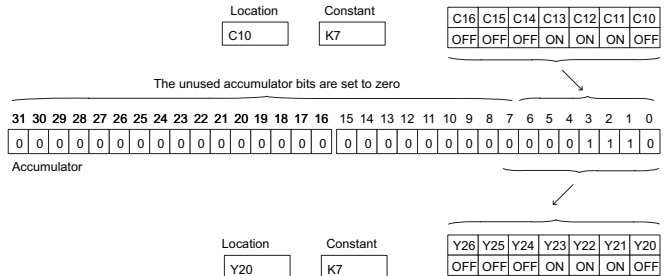 Location Constant
C10 K7
C16 C15 C14 C13 C12 C11 C10
OFF OFF OFF ON ON ON OFF
The unused accumulator bits are set to zero
31 30 29 28 27 26 25 24 23 22 21 20 19 18 17 16 15 14 13 12 11 10 9 8 7 6 5 4 3 2 1 0
0 0 0 0 0 0 0 0 0 0 0 0 0 0 0 0 0 0 0 0 0 0 0 0 0 0 0 0 1 1 1 0
Accumulator
Location Constant
Y20 K7
Y26 Y25 Y24 Y23 Y22 Y21 Y20
OFF OFF OFF ON ON ON OFF